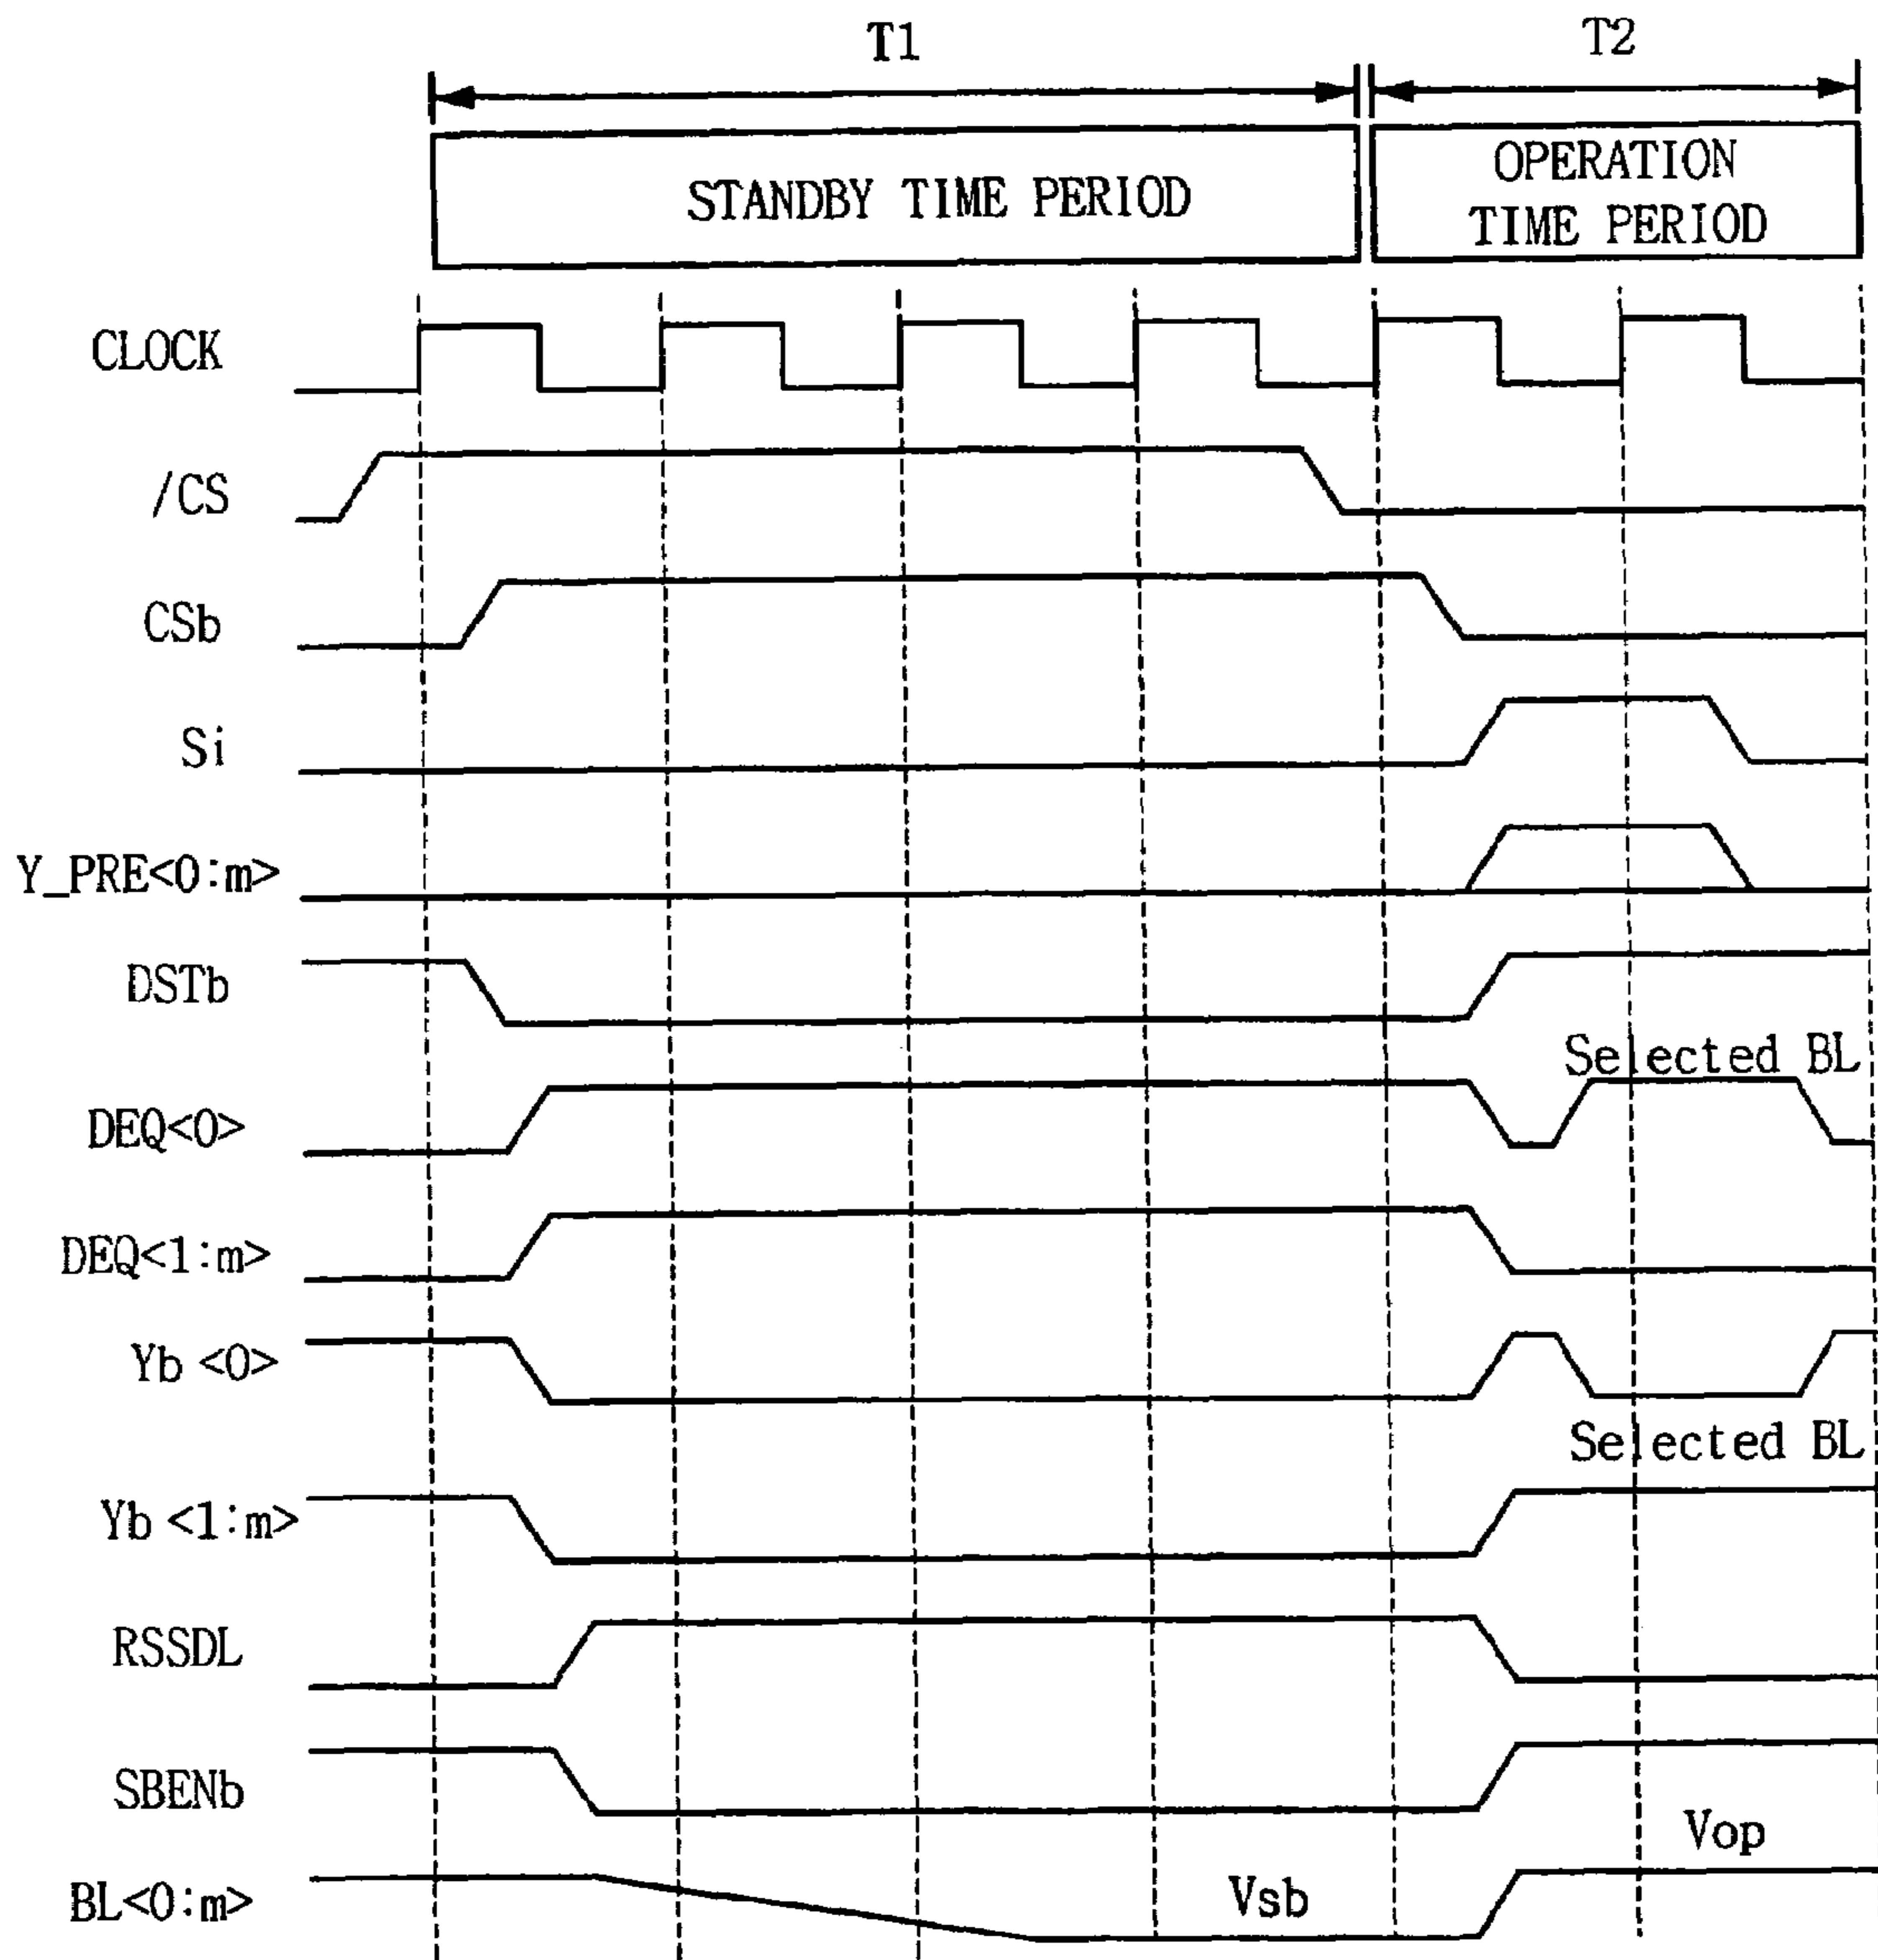 T1
T2
STANDBY TIME PERIOD
OPERATION
TIME PERIOD
CLOCK
/CS
CSb
Si
Y_PRE<0:m>
DSTb
Selected BL
DEQ<0>
DEQ<1:m>
Yb <0>
Selected BL
Yb <1:m>
RSSDL
SBENb
Vop
Vsb
BL<0:m>